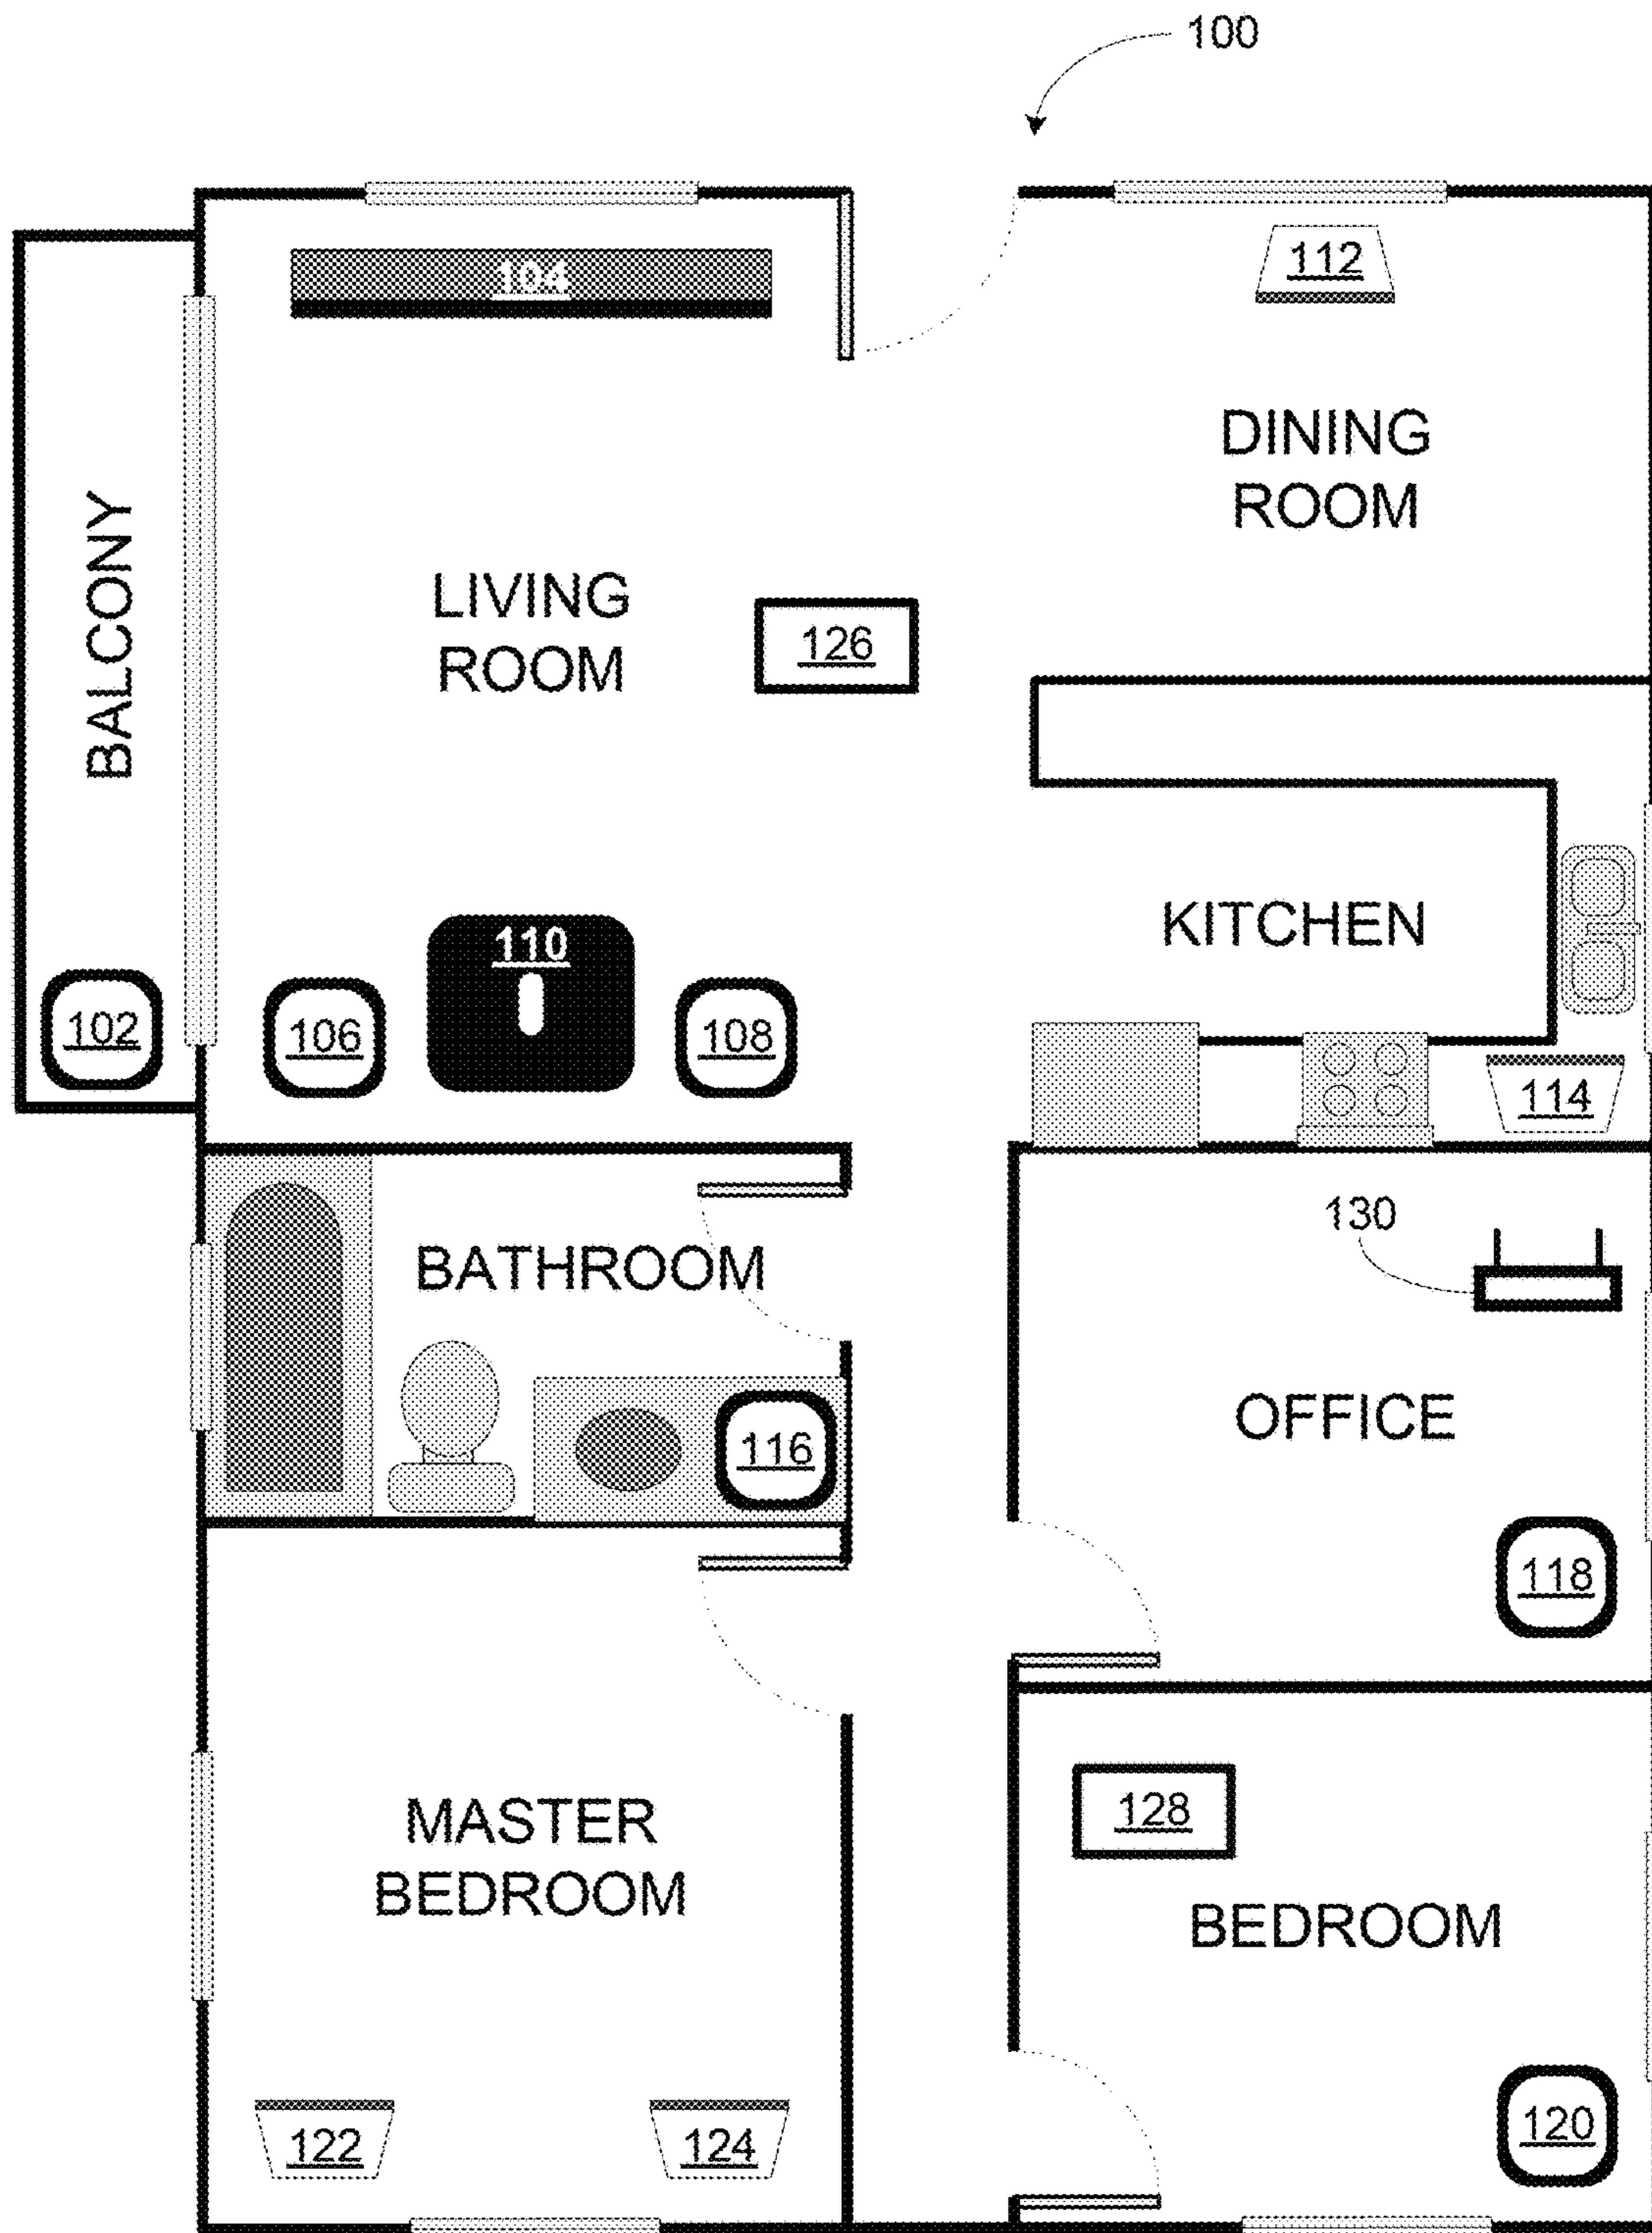 100
104
112
DINING
ROOM
BALCONY
LIVING
ROOM
126
KITCHEN
110
102
106
108
114
130
BATHROOM
OFFICE
116
118
128
MASTER
BEDROOM
BEDROOM
122
124
120